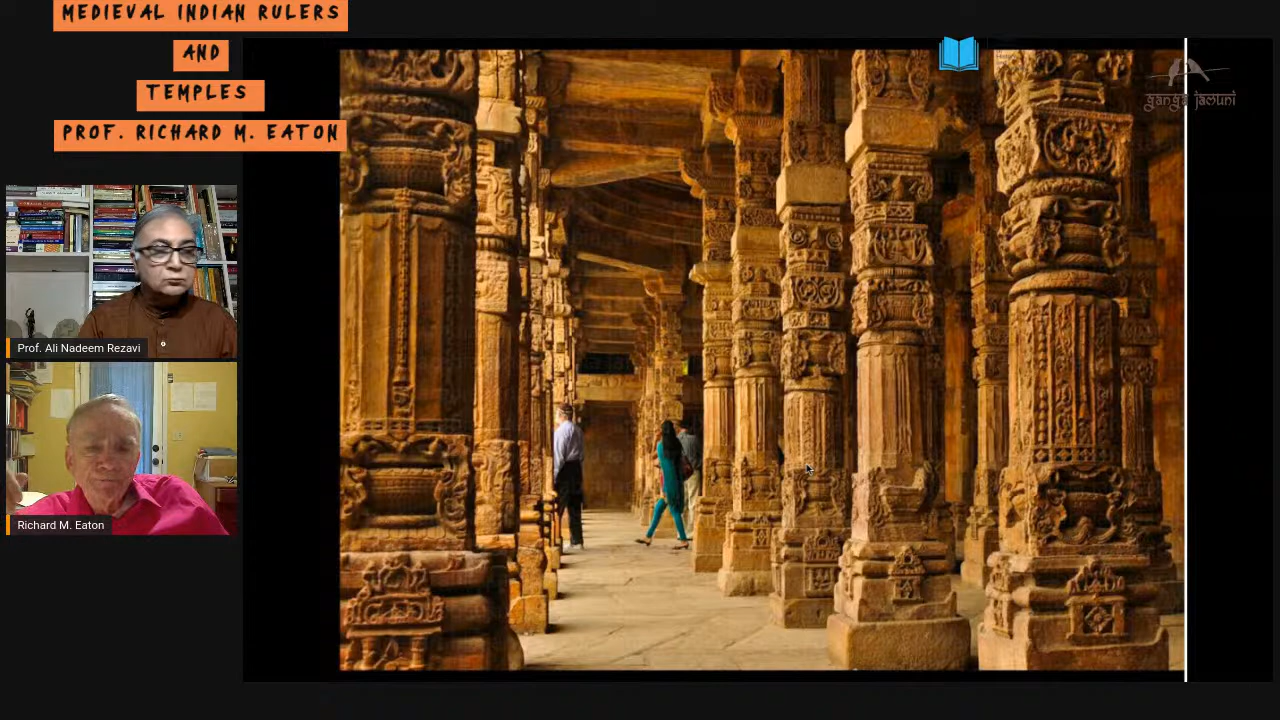 MEDIEVAL INDIAN RULERS
AND
TEMPLES
PROF. RICHARD M. EATON
ganga jamuni
Prof. Ali Nadeem Rezavi
Richard M. Eaton